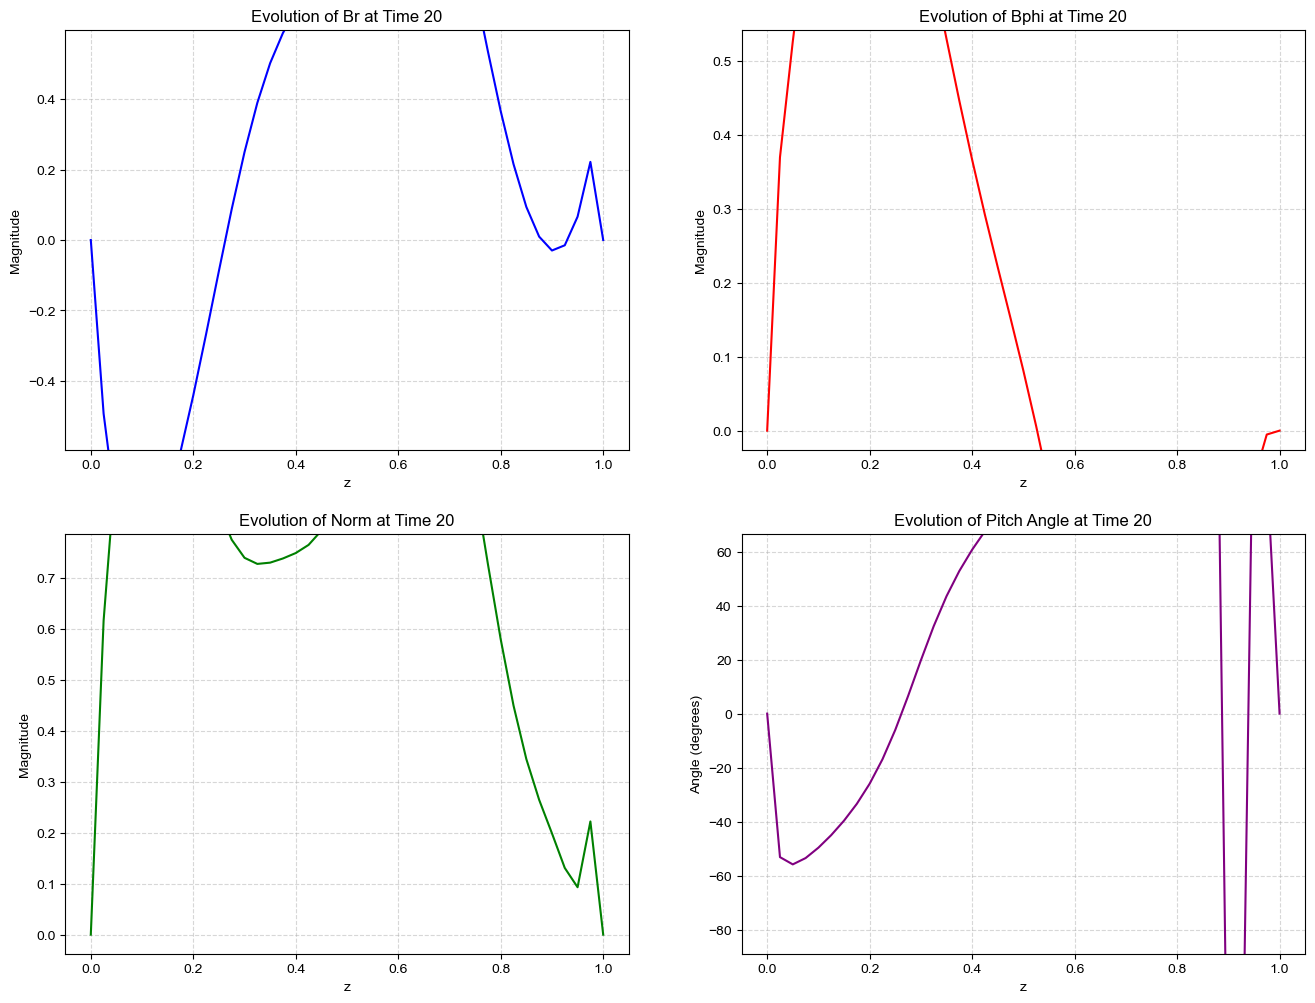 Evolution of Br at Time 20
Magnitude
0.4
0.2
0.0
−0.2
−0.4
0.0 0.2 0.4 0.6 0.8 1.0
z
Evolution of Bphi at Time 20
Magnitude
0.5
0.4
0.3
0.2
0.1
0.0
0.0 0.2 0.4 0.6 0.8 1.0
z
Evolution of Norm at Time 20
Magnitude
0.7
0.6
0.5
0.4
0.3
0.2
0.1
0.0
0.0 0.2 0.4 0.6 0.8 1.0
z
Evolution of Pitch Angle at Time 20
Angle (degrees)
60
40
20
0
−20
−40
−60
−80
0.0 0.2 0.4 0.6 0.8 1.0
z